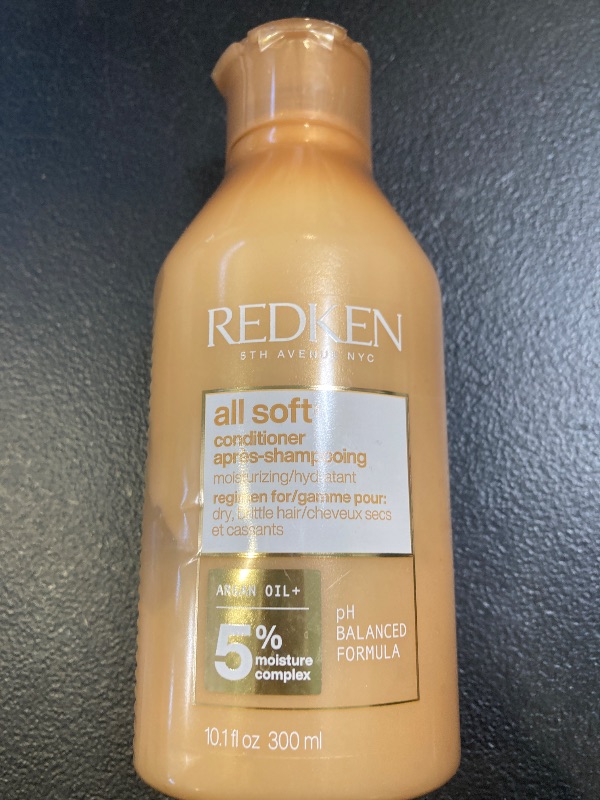 REDKEN
5TH AVENUE NYC
all soft
conditioner
après-shampooing
moisturizing/hydratant
regimen for/gamme pour:
dry, brittle hair/cheveux secs
et cassants
ARGAN OIL+
5%
moisture
complex
pH
BALANCED
FORMULA
10.1 fl oz 300 ml